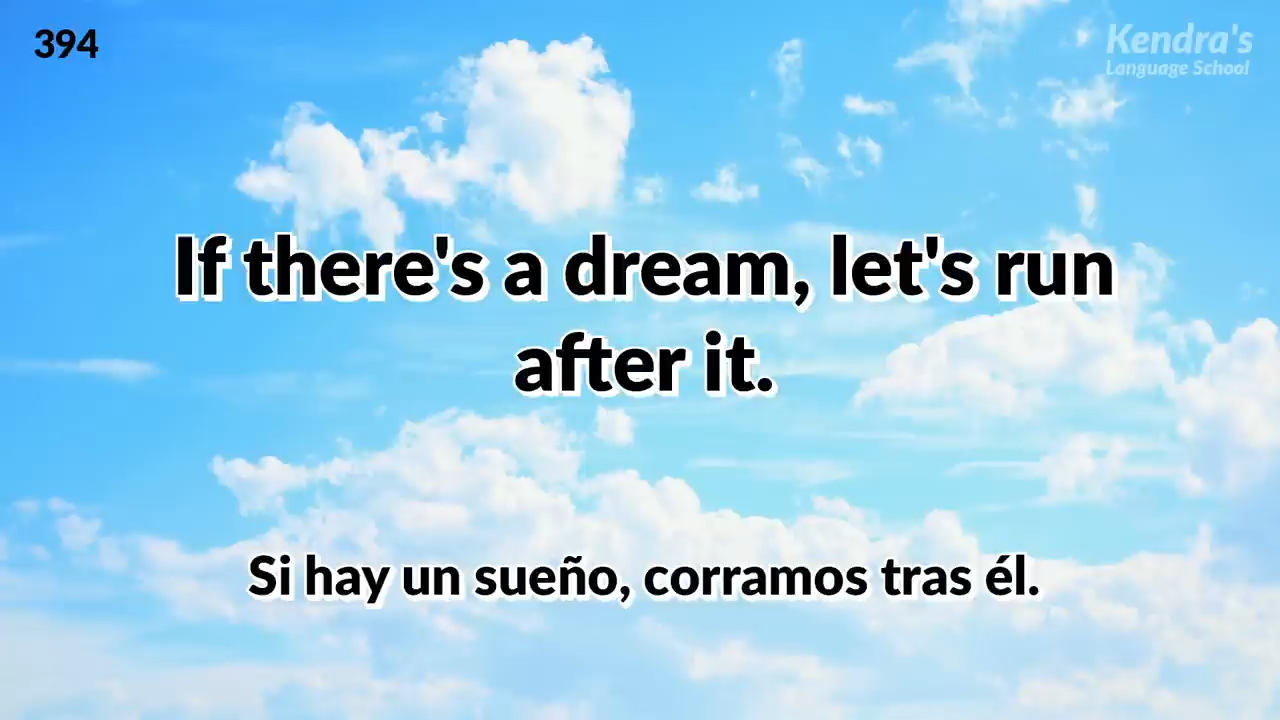 394
Kendra's
Language School
If there's a dream, let's run
after it.
Si hay un sueño, corramos tras él.